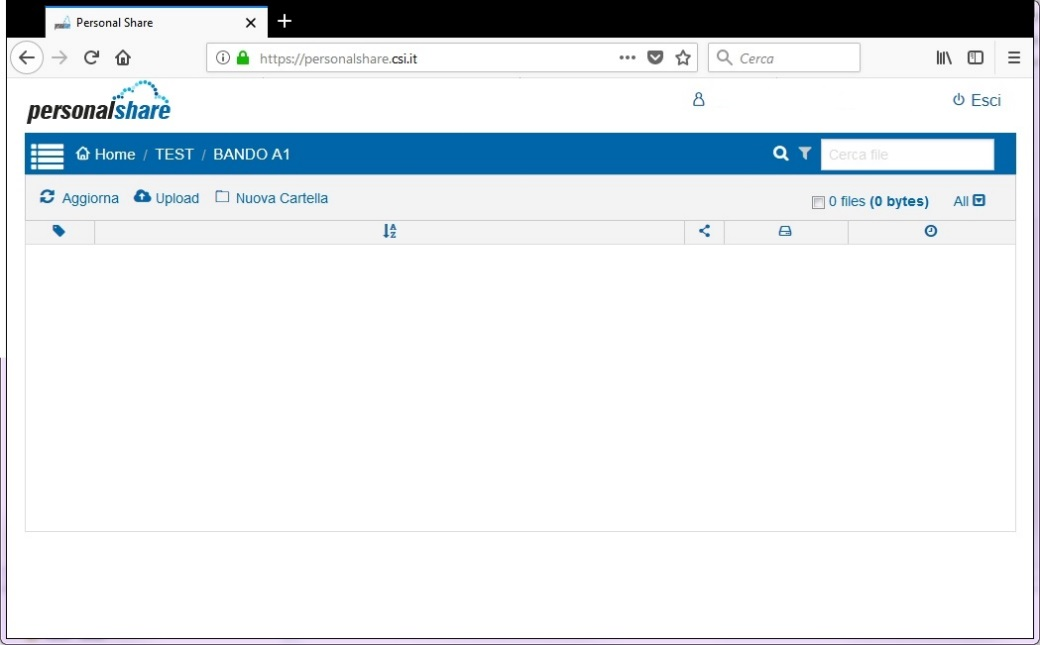 Personal Share
https://personalshare.csi.it
Cerca
personalshare
Esci
Home / TEST / BANDO A1
Cerca file
Aggiorna Upload Nuova Cartella
0 files (0 bytes) All